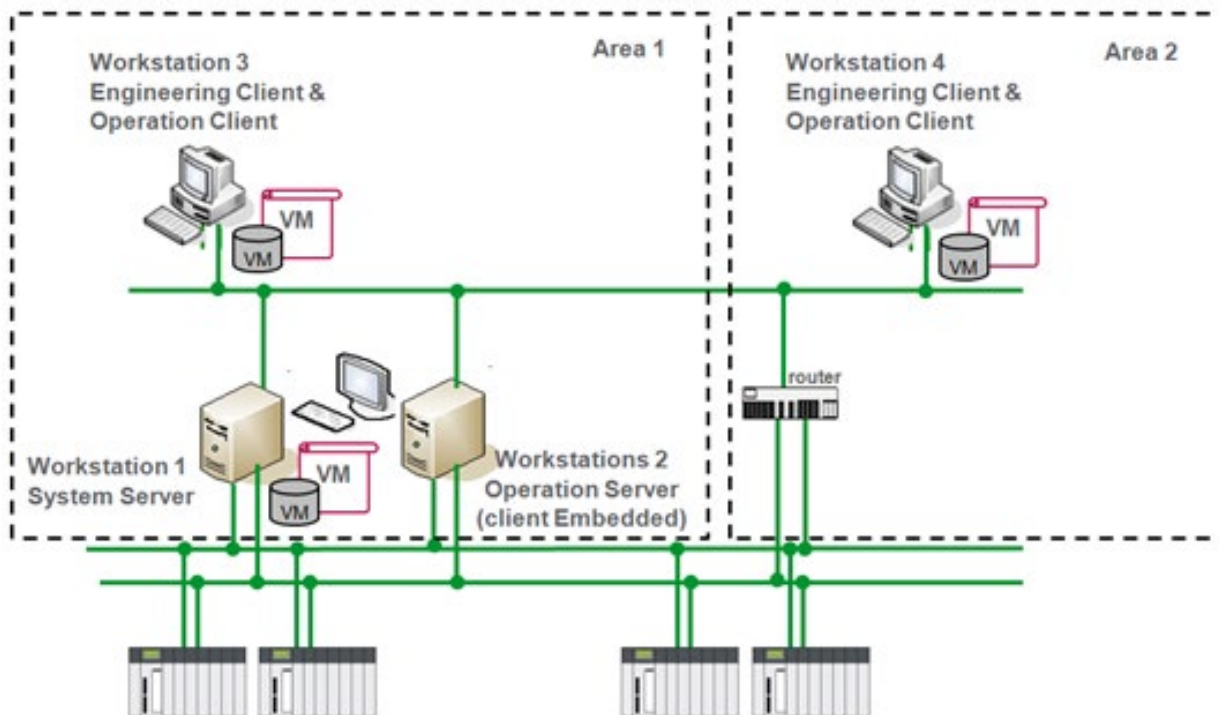 Area 1
Workstation 3
Engineering Client &
Operation Client
VM
VM
Area 2
Workstation 4
Engineering Client &
Operation Client
VM
VM
router
Workstation 1
System Server
VM
VM
Workstations 2
Operation Server
(client Embedded)